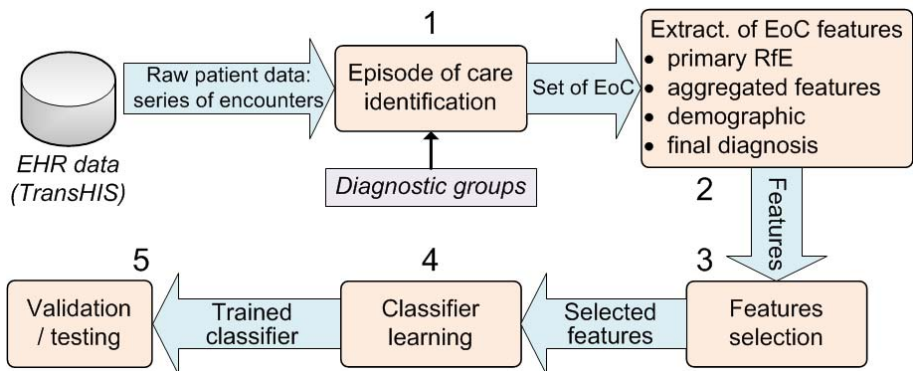 EHR data
(TransHIS)
Raw patient data:
series of encounters
1
Episode of care
identification
Diagnostic groups
Set of EoC
Extract. of EoC features
• primary RfE
• aggregated features
• demographic
• final diagnosis
2
Features
3
Features
selection
Selected
features
4
Classifier
learning
Trained
classifier
5
Validation
/ testing